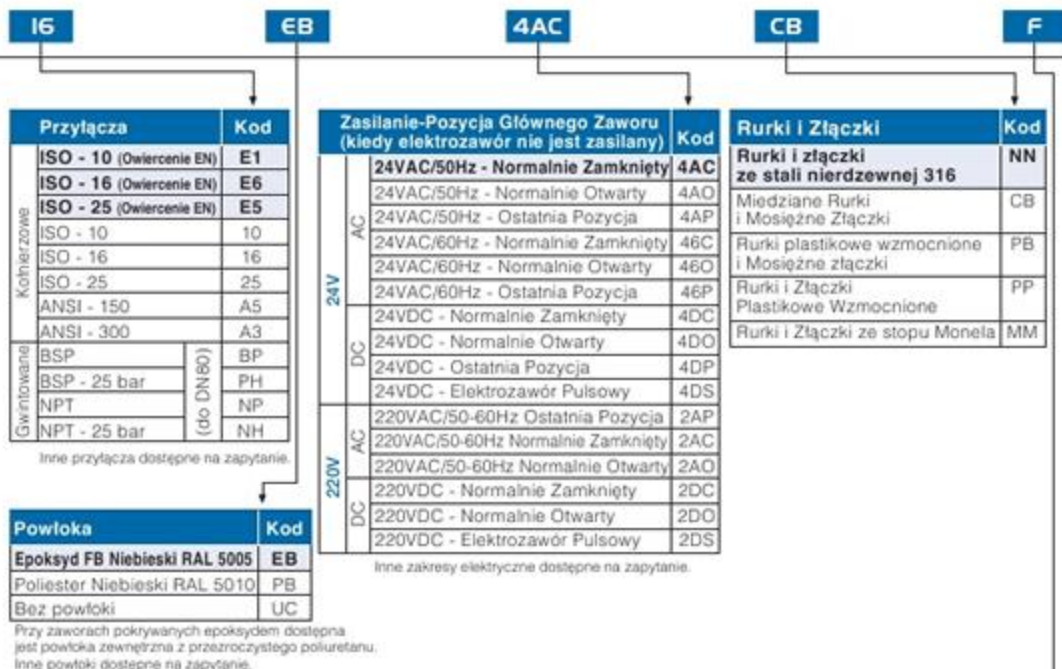 16 EB 4AC CB F
Przyłącza Kod
Kołnierzowe
ISO - 10 (Owiercenie EN) E1
ISO - 16 (Owiercenie EN) E6
ISO - 25 (Owiercenie EN) E5
ISO - 10 10
ISO - 16 16
ISO - 25 25
ANSI - 150 A5
ANSI - 300 A3
Gwintowane
(do DN80)
BSP BP
BSP - 25 bar PH
NPT NP
NPT - 25 bar NH
Inne przyłącza dostępne na zapytanie.
Powłoka Kod
Epoksyd FB Niebieski RAL 5005 EB
Poliester Niebieski RAL 5010 PB
Bez powłoki UC
Przy zaworach pokrywanych epoksydem dostępna
jest powłoka zewnętrzna z przezroczystego poliuretanu.
Inne powłoki dostępne na zapytanie.
Zasilanie-Pozycja Głównego Zaworu
(kiedy elektrozawór nie jest zasilany) Kod
24V
AC
24VAC/50Hz - Normalnie Zamknięty 4AC
24VAC/50Hz - Normalnie Otwarty 4AO
24VAC/50Hz - Ostatnia Pozycja 4AP
24VAC/60Hz - Normalnie Zamknięty 46C
24VAC/60Hz - Normalnie Otwarty 46O
24VAC/60Hz - Ostatnia Pozycja 46P
DC
24VDC - Normalnie Zamknięty 4DC
24VDC - Normalnie Otwarty 4DO
24VDC - Ostatnia Pozycja 4DP
24VDC - Elektrozawór Pulsowy 4DS
220V
AC
220VAC/50-60Hz Ostatnia Pozycja 2AP
220VAC/50-60Hz Normalnie Zamknięty 2AC
220VAC/50-60Hz Normalnie Otwarty 2AO
DC
220VDC - Normalnie Zamknięty 2DC
220VDC - Normalnie Otwarty 2DO
220VDC - Elektrozawór Pulsowy 2DS
Inne zakresy elektryczne dostępne na zapytanie.
Rurki i Złączki Kod
Rurki i złączki NN
ze stali nierdzewnej 316
Miedziane Rurki CB
i Mosiężne Złączki
Rurki plastikowe wzmocnione PB
i Mosiężne złączki
Rurki i Złączki PP
Plastikowe Wzmocnione
Rurki i Złączki ze stopu Monela MM